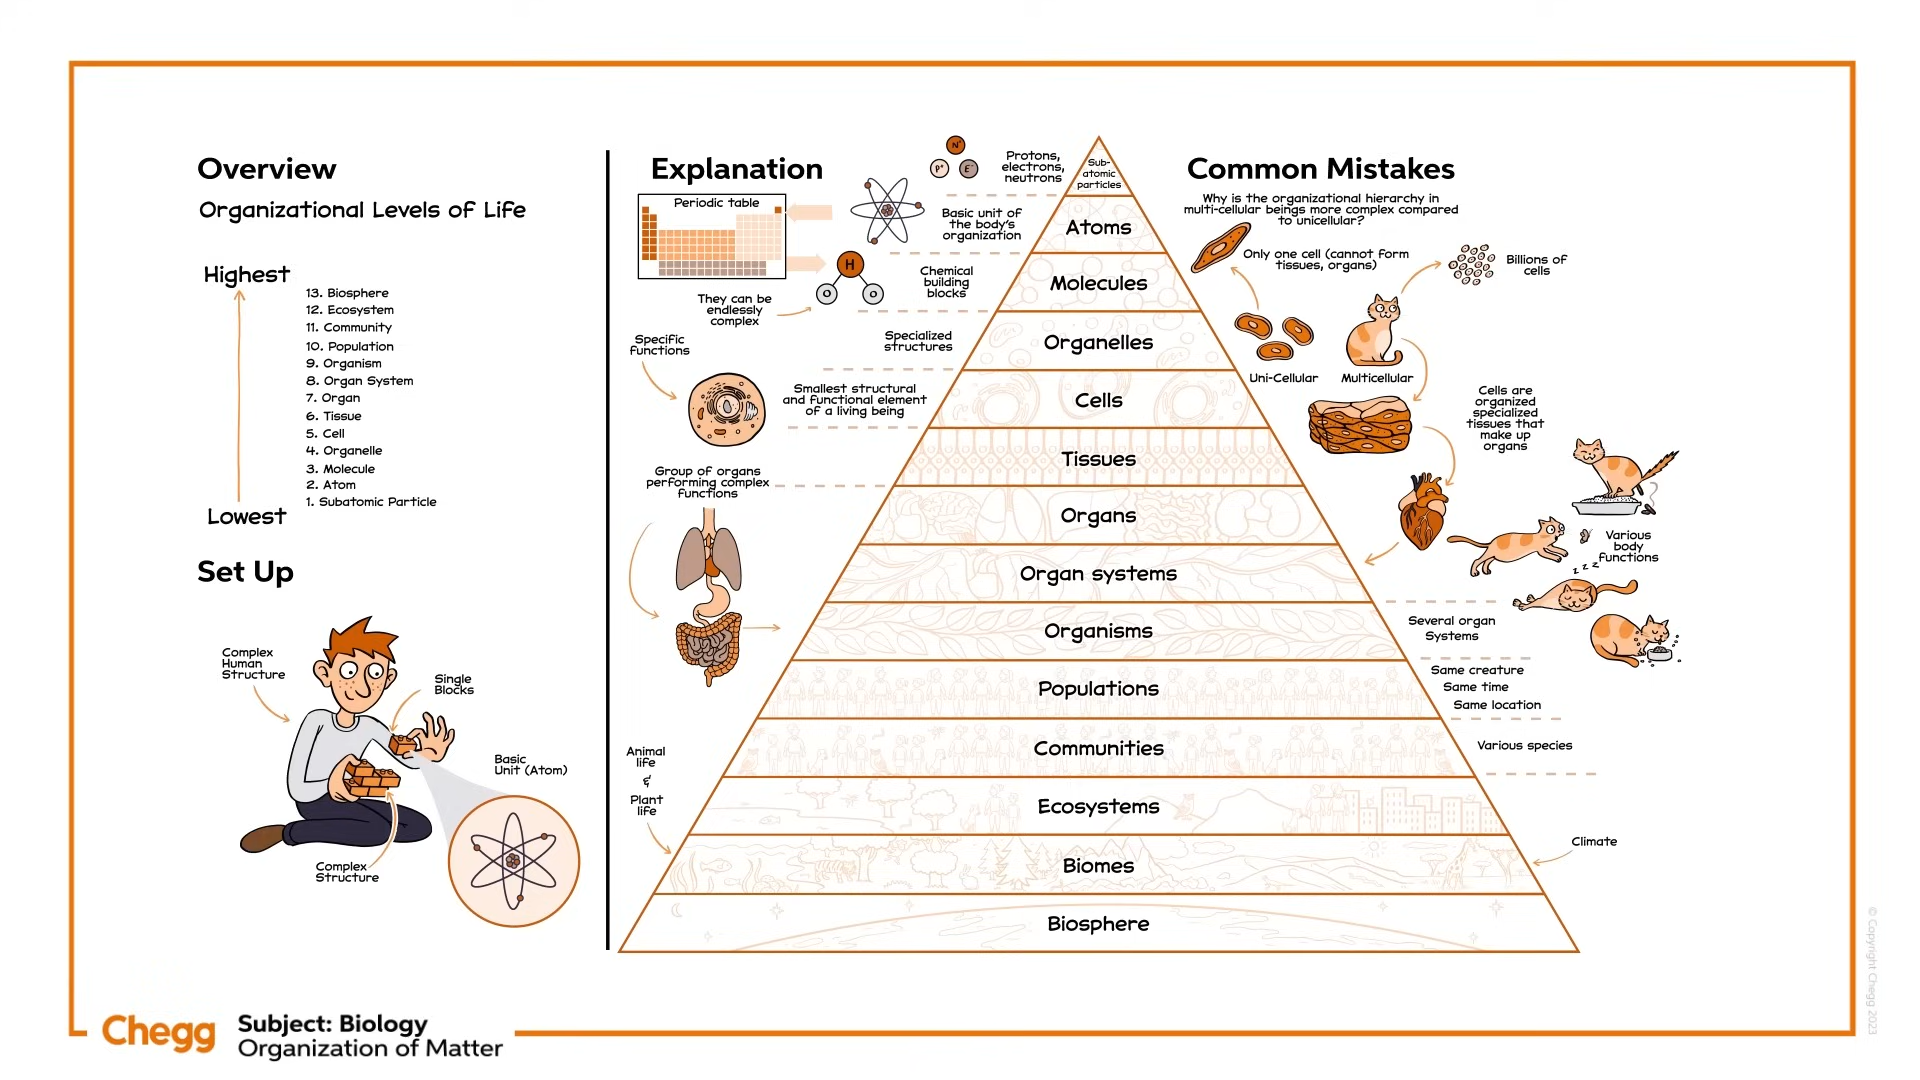 Overview
Organizational Levels of Life
Highest
13. Biosphere
12. Ecosystem
11. Community
10. Population
9. Organism
8. Organ System
7. Organ
6. Tissue
5. Cell
4. Organelle
3. Molecule
2. Atom
1. Subatomic Particle
Lowest
Set Up
Complex
Human
Structure
Single
Blocks
Basic
Unit (Atom)
Complex
Structure
Explanation
Periodic table
N°
P⁺
E⁻
Protons,
electrons,
neutrons
Basic unit of
the body's
organization
H
O
O
Chemical
building
blocks
They can be
endlessly
complex
Specific
functions
Specialized
structures
Smallest structural
and functional element
of a living being
Group of organs
performing complex
functions
Animal
life
&
Plant
life
Sub-
atomic
particles
Atoms
Molecules
Organelles
Cells
Tissues
Organs
Organ systems
Organisms
Populations
Communities
Ecosystems
Biomes
Biosphere
Common Mistakes
Why is the organizational hierarchy in
multi-cellular beings more complex compared
to unicellular?
Only one cell (cannot form
tissues, organs)
Billions of
cells
Uni-Cellular
Multicellular
Cells are
organized
specialized
tissues that
make up
organs
Various
body
functions
z z z
Several organ
Systems
Same creature
Same time
Same location
Various species
Climate
Chegg
Subject: Biology
Organization of Matter
© Copyright Chegg 2023